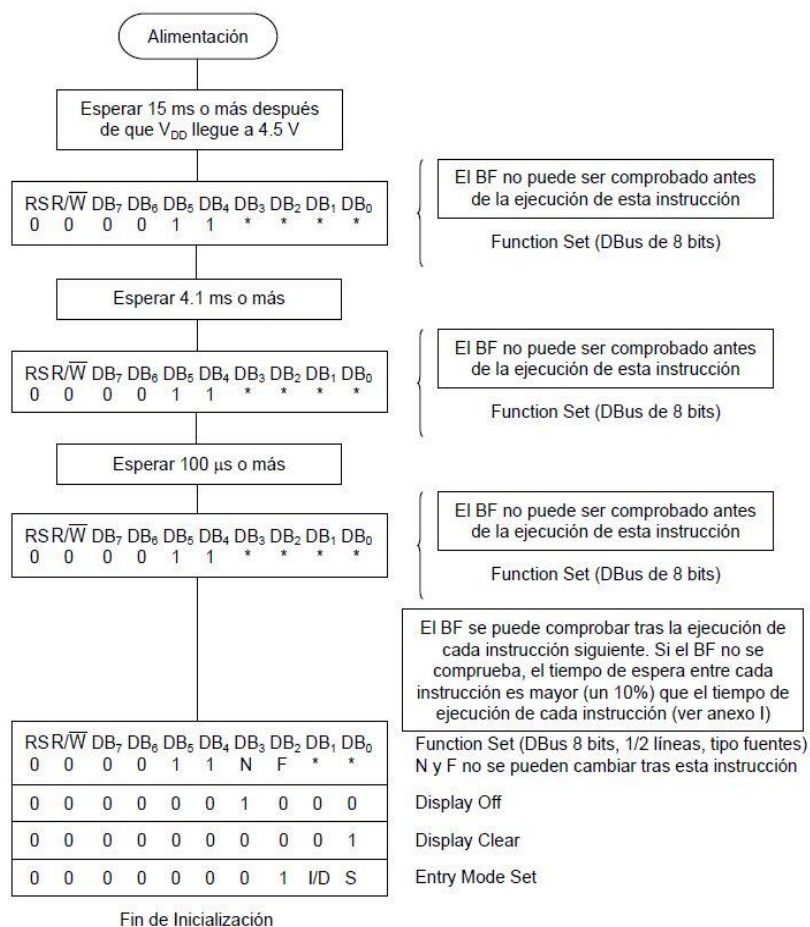 Alimentación
Esperar 15 ms o más después
de que VDD llegue a 4.5 V
RS R/W̅ DB7 DB6 DB5 DB4 DB3 DB2 DB1 DB0
0 0 0 0 1 1 * * * *
El BF no puede ser comprobado antes
de la ejecución de esta instrucción
Function Set (DBus de 8 bits)
Esperar 4.1 ms o más
RS R/W̅ DB7 DB6 DB5 DB4 DB3 DB2 DB1 DB0
0 0 0 0 1 1 * * * *
El BF no puede ser comprobado antes
de la ejecución de esta instrucción
Function Set (DBus de 8 bits)
Esperar 100 μs o más
RS R/W̅ DB7 DB6 DB5 DB4 DB3 DB2 DB1 DB0
0 0 0 0 1 1 * * * *
El BF no puede ser comprobado antes
de la ejecución de esta instrucción
Function Set (DBus de 8 bits)
El BF se puede comprobar tras la ejecución de
cada instrucción siguiente. Si el BF no se
comprueba, el tiempo de espera entre cada
instrucción es mayor (un 10%) que el tiempo de
ejecución de cada instrucción (ver anexo I)
RS R/W̅ DB7 DB6 DB5 DB4 DB3 DB2 DB1 DB0
0 0 0 0 1 1 N F * *
Function Set (DBus 8 bits, 1/2 líneas, tipo fuentes)
N y F no se pueden cambiar tras esta instrucción
0 0 0 0 0 0 1 0 0 0
Display Off
0 0 0 0 0 0 0 0 0 1
Display Clear
0 0 0 0 0 0 0 1 I/D S
Entry Mode Set
Fin de Inicialización